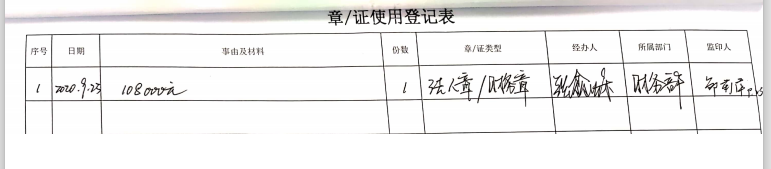 章/证使用登记表
序号 日期 事由及材料 份数 章/证类型 经办人 所属部门 监印人
1 2020.9.23 108000元 1 法人章/财务章 财务部